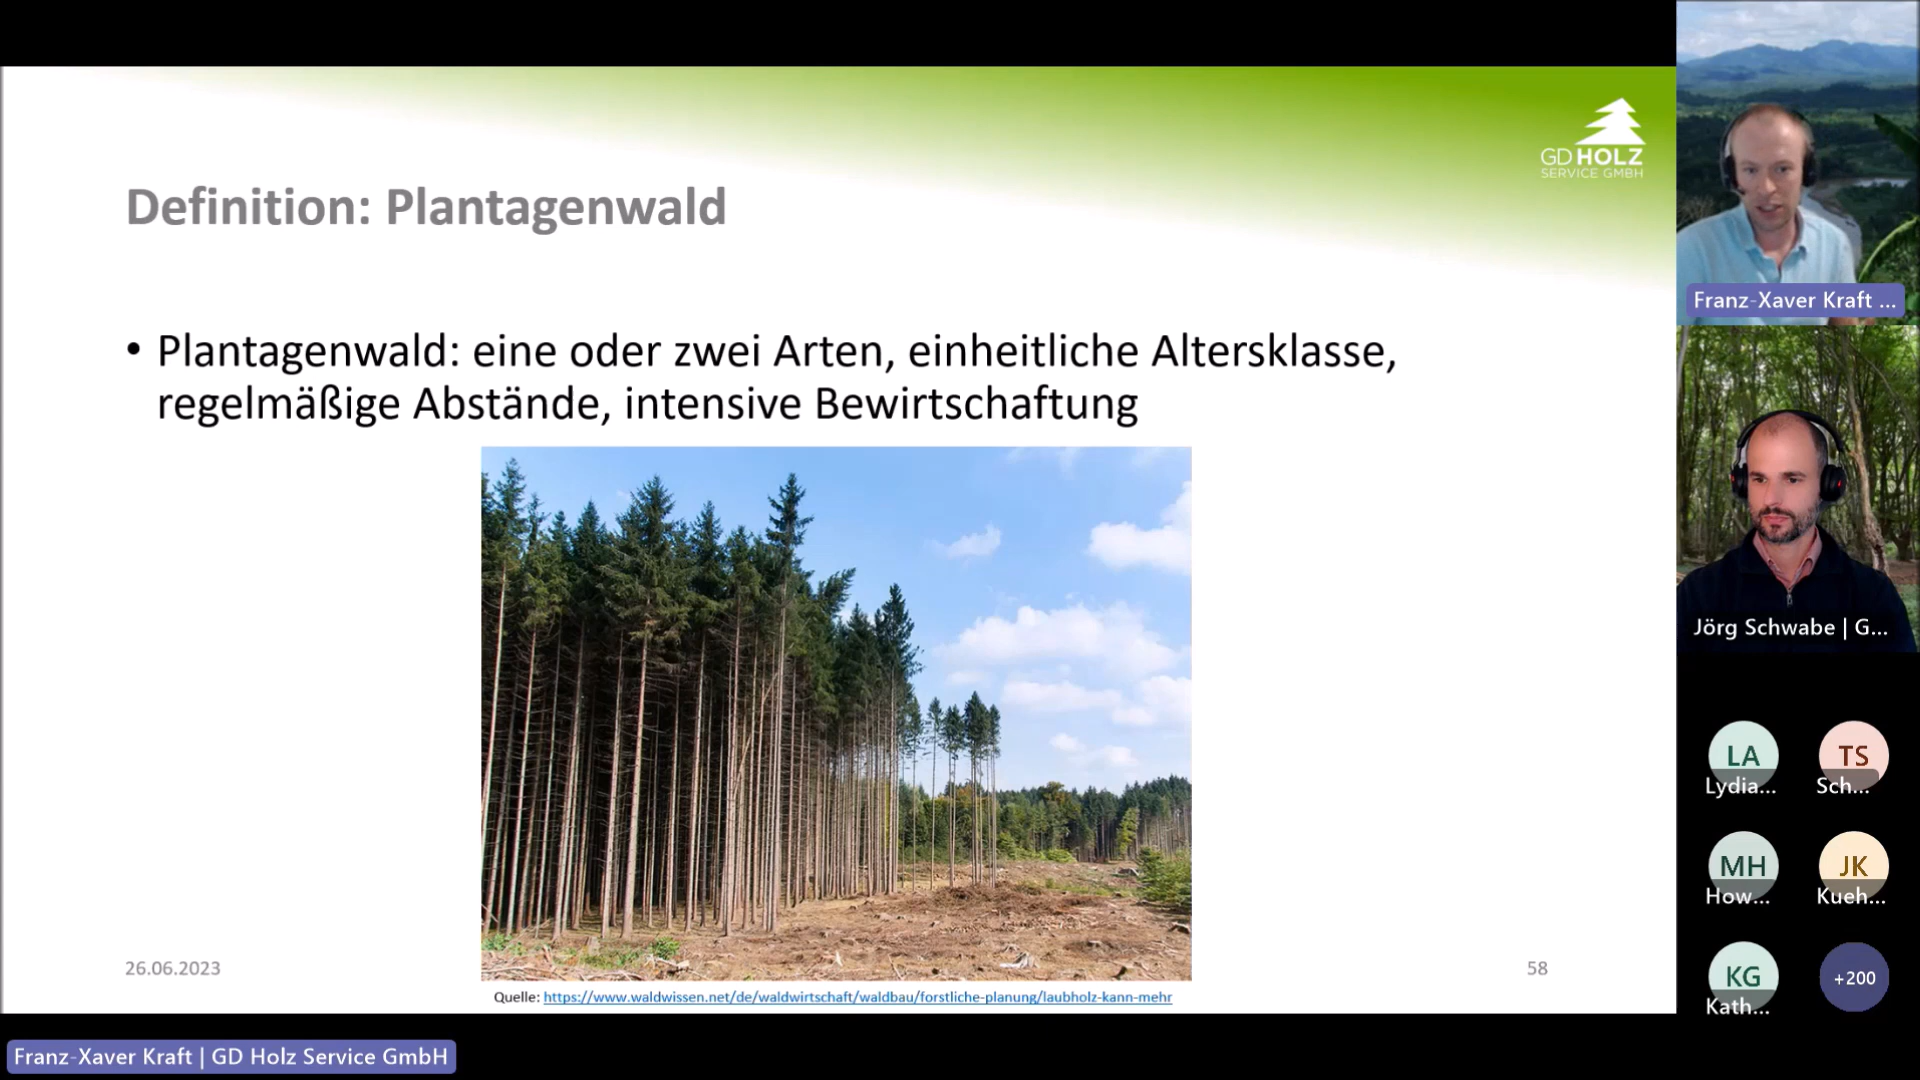 GD HOLZ
SERVICE GMBH
Definition: Plantagenwald
• Plantagenwald: eine oder zwei Arten, einheitliche Altersklasse,
regelmäßige Abstände, intensive Bewirtschaftung
26.06.2023
58
Quelle: https://www.waldwissen.net/de/waldwirtschaft/waldbau/forstliche-planung/laubholz-kann-mehr
Franz-Xaver Kraft | GD Holz Service GmbH
Franz-Xaver Kraft ...
Jörg Schwabe | G...
LA
Lydia...
TS
Sch...
MH
How...
JK
Kueh...
KG
Kath...
+200